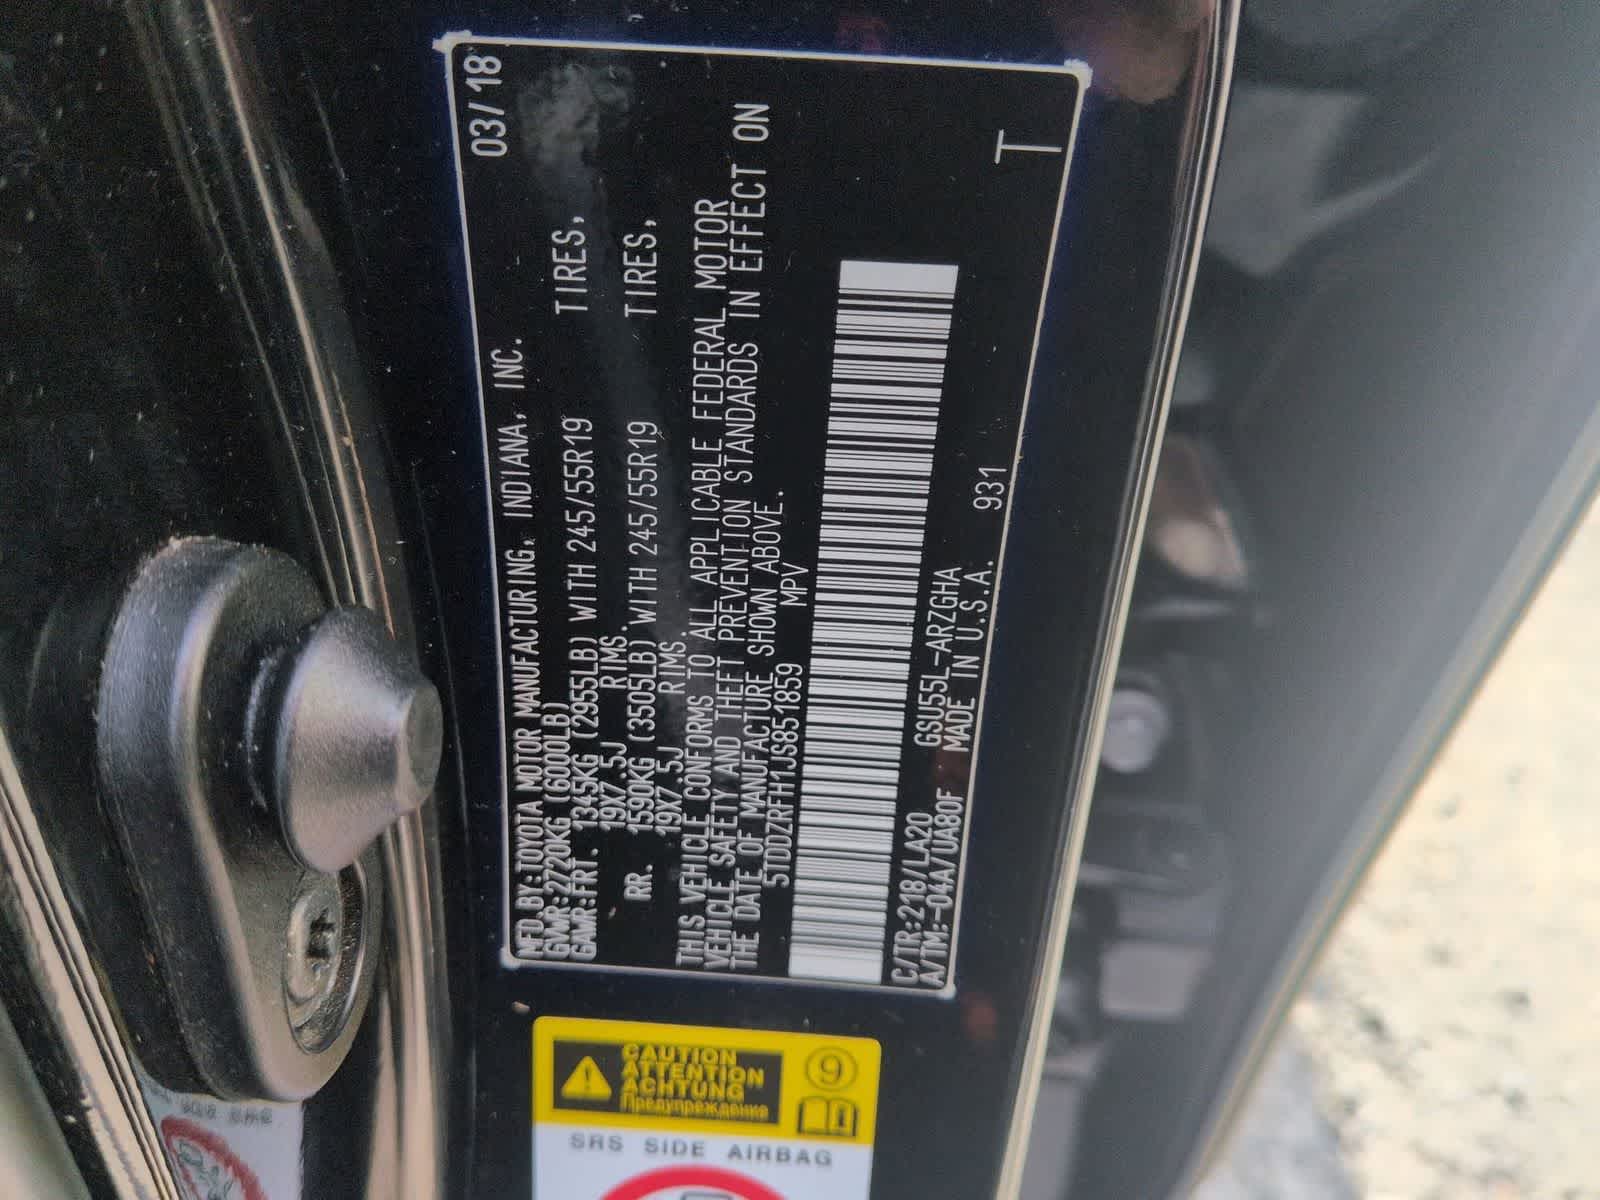 MFD.BY:TOYOTA MOTOR MANUFACTURING, INDIANA, INC. 03/18
GVWR:2720KG (6000LB)
GAWR:FRT. 1345KG (2955LB) WITH 245/55R19 TIRES,
19X7.5J RIMS.
RR. 1590KG (3505LB) WITH 245/55R19 TIRES,
19X7.5J RIMS.
THIS VEHICLE CONFORMS TO ALL APPLICABLE FEDERAL MOTOR
VEHICLE SAFETY AND THEFT PREVENTION STANDARDS IN EFFECT ON
THE DATE OF MANUFACTURE SHOWN ABOVE.
5TDDZRFH1JS851859 MPV
C/TR:218/LA20 GSU55L-ARZGHA
A/TM:-04A/UA80F MADE IN U.S.A. 931
T
CAUTION
ATTENTION
ACHTUNG
Предупреждение
9
SRS SIDE AIRBAG